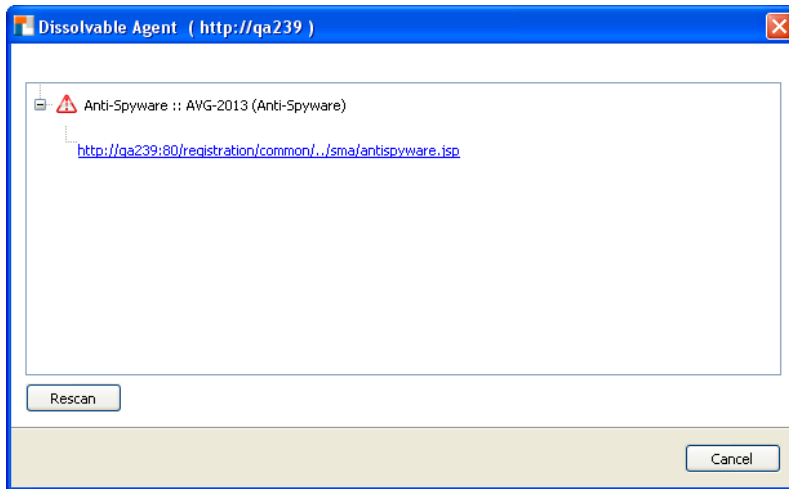 Dissolvable Agent ( http://qa239 )
Anti-Spyware :: AVG-2013 (Anti-Spyware)
http://qa239:80/registration/common/../sma/antispyware.jsp
Rescan
Cancel